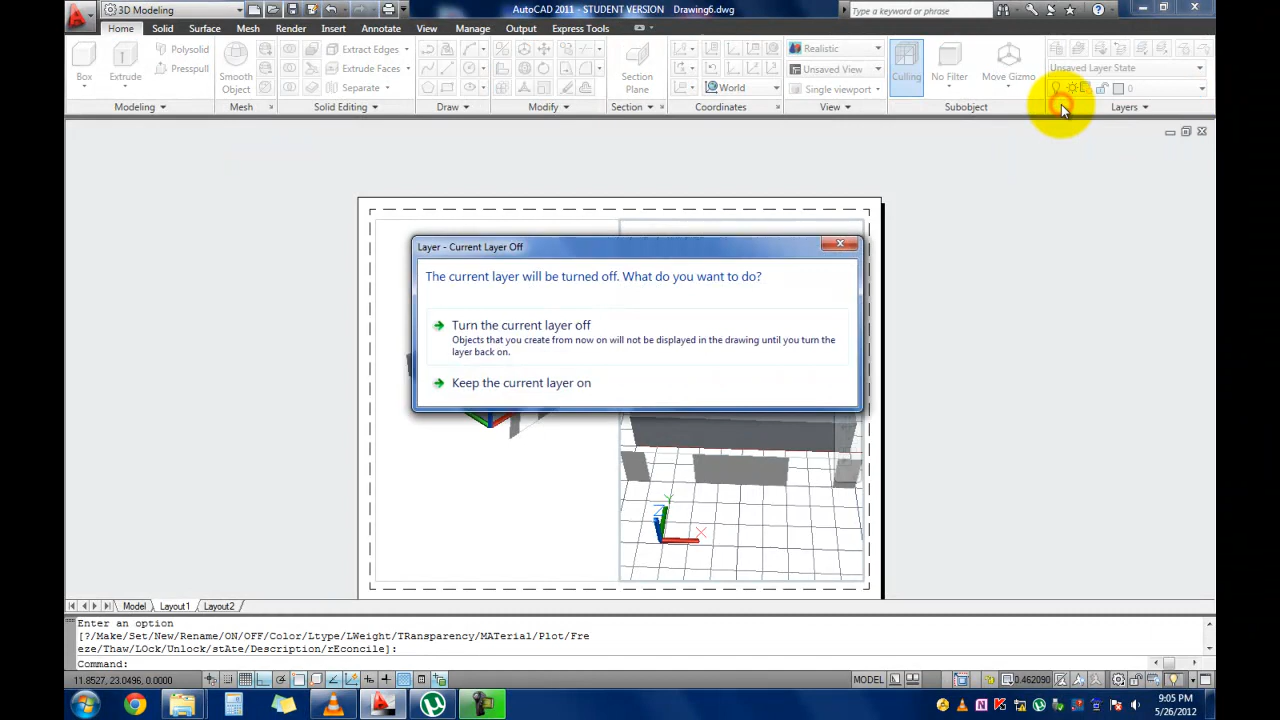 3D Modeling
AutoCAD 2011 - STUDENT VERSION Drawing6.dwg
Type a keyword or phrase
Home Solid Surface Mesh Render Insert Annotate View Manage Output Express Tools
Polysolid
Presspull
Extract Edges
Extrude Faces
Separate
Realistic
Unsaved View
Single viewport
World
Unsaved Layer State
0
Box Extrude Smooth Object Section Plane Culling No Filter Move Gizmo
Modeling Mesh Solid Editing Draw Modify Section Coordinates View Subobject Layers
Layer - Current Layer Off
The current layer will be turned off. What do you want to do?
Turn the current layer off
Objects that you create from now on will not be displayed in the drawing until you turn the
layer back on.
Keep the current layer on
Y
Z
X
Model Layout1 Layout2
Enter an option
[?/Make/Set/New/Rename/ON/OFF/Color/Ltype/LWeight/TRansparency/MATerial/Plot/Fre
eze/Thaw/LOck/Unlock/stAte/Description/rEconcile]:
Command:
11.8527, 23.0496, 0.0000
MODEL
0.462090
9:05 PM
5/26/2012